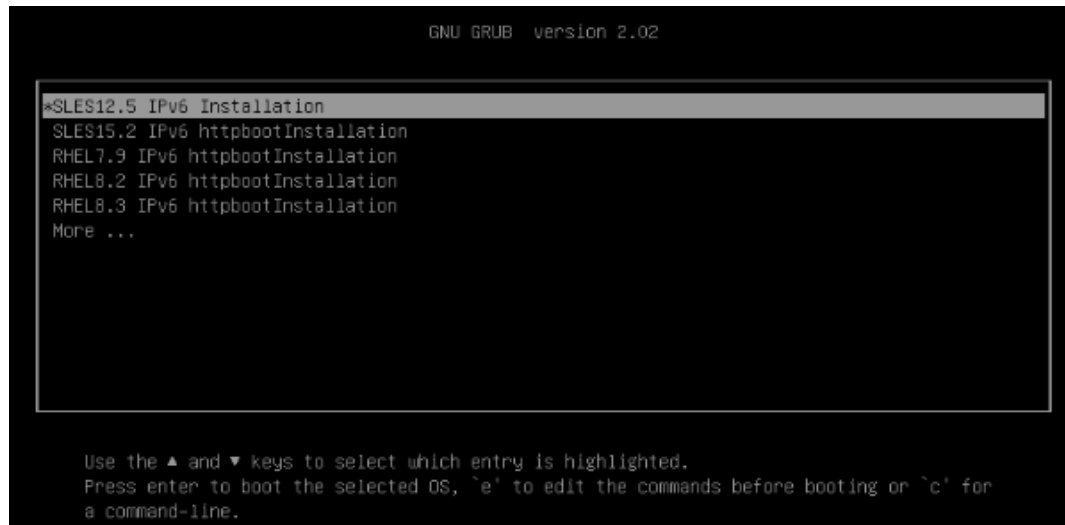 GNU GRUB version 2.02
*SLES12.5 IPv6 Installation
SLES15.2 IPv6 httpbootInstallation
RHEL7.9 IPv6 httpbootInstallation
RHEL8.2 IPv6 httpbootInstallation
RHEL8.3 IPv6 httpbootInstallation
More ...
Use the ▲ and ▼ keys to select which entry is highlighted.
Press enter to boot the selected OS, `e' to edit the commands before booting or `c' for
a command-line.